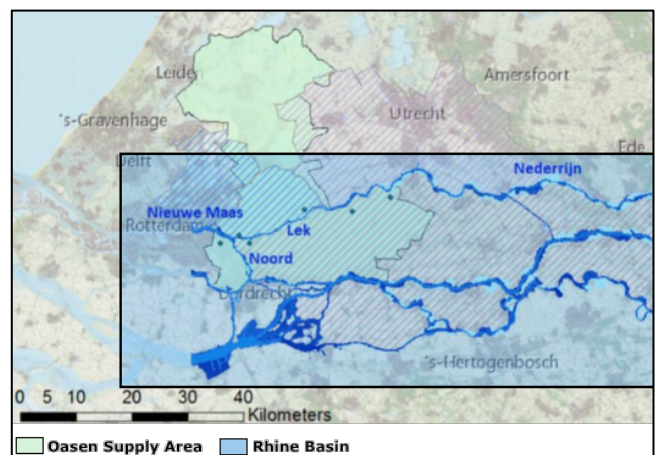 Leiden
Amersfoort
's-Gravenhage
Utrecht
Delft
Ede
Nederrijn
Nieuwe Maas
Rotterdam
Lek
Noord
Dordrecht
's-Hertogenbosch
0 5 10 20 30 40
Kilometers
Oasen Supply Area Rhine Basin